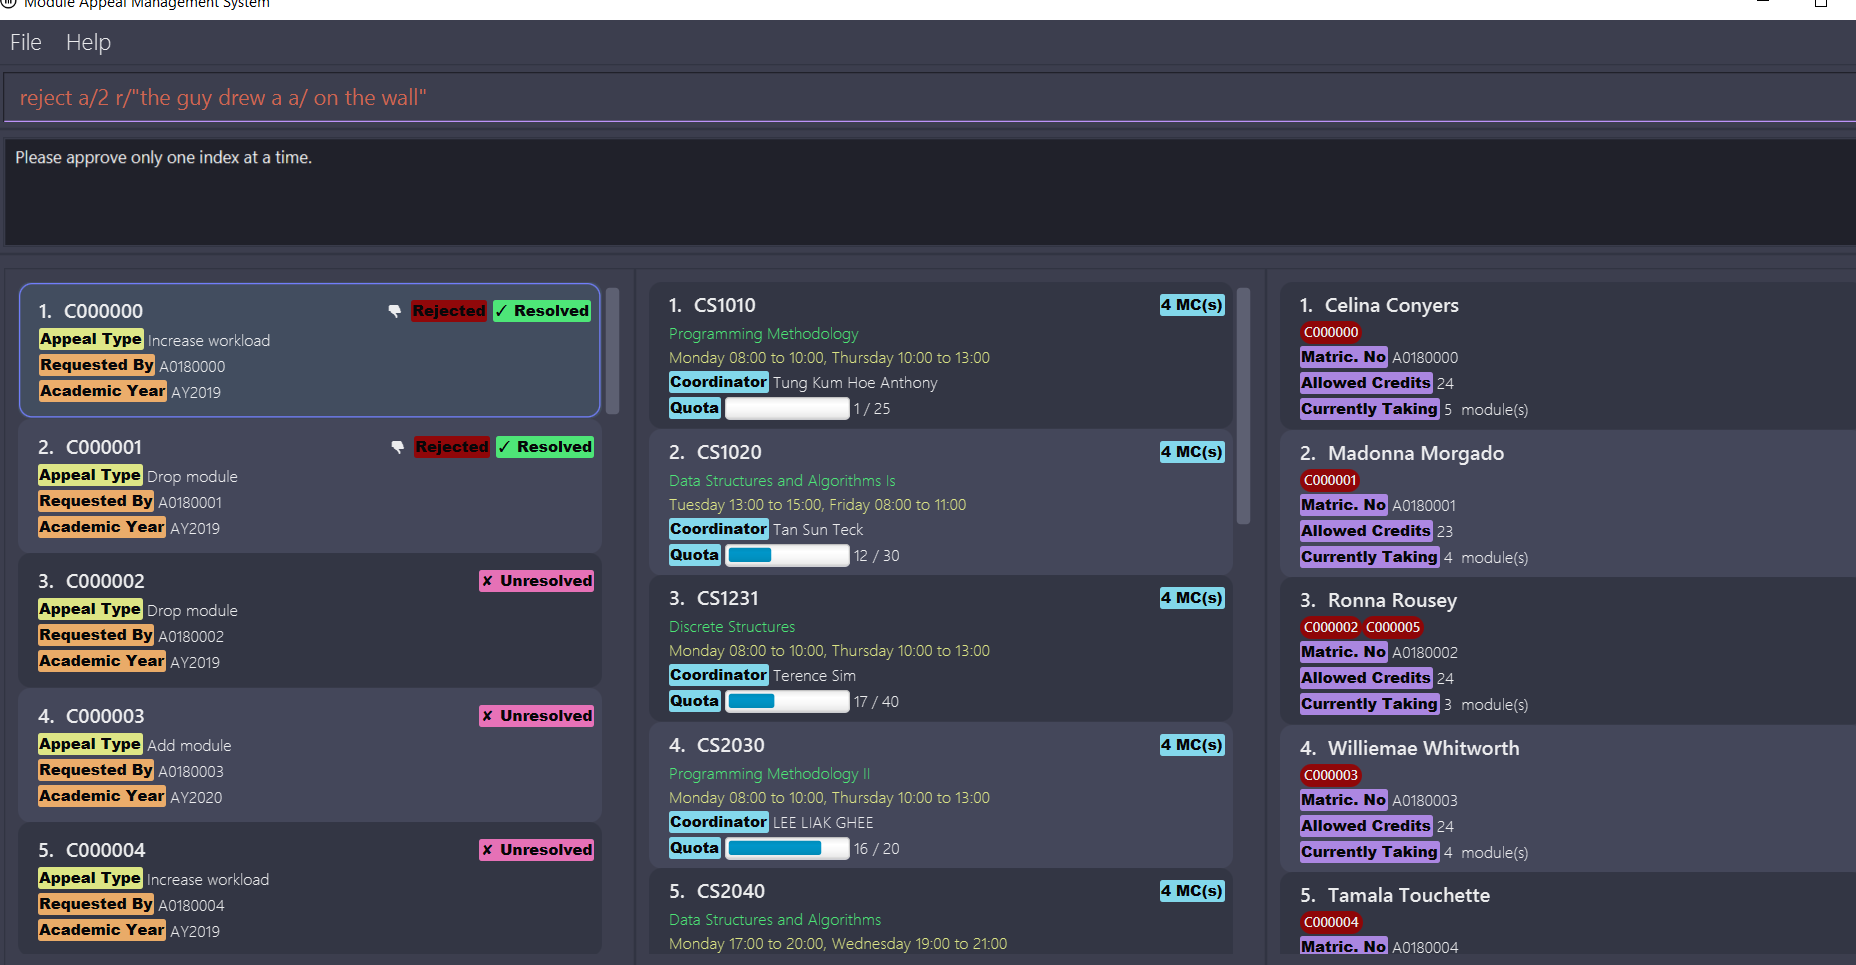 Module Appeal Management System
File Help
reject a/2 r/"the guy drew a a/ on the wall"
Please approve only one index at a time.
1. C000000 Rejected ✓ Resolved
Appeal Type Increase workload
Requested By A0180000
Academic Year AY2019
2. C000001 Rejected ✓ Resolved
Appeal Type Drop module
Requested By A0180001
Academic Year AY2019
3. C000002 ✘ Unresolved
Appeal Type Drop module
Requested By A0180002
Academic Year AY2019
4. C000003 ✘ Unresolved
Appeal Type Add module
Requested By A0180003
Academic Year AY2020
5. C000004 ✘ Unresolved
Appeal Type Increase workload
Requested By A0180004
Academic Year AY2019
1. CS1010 4 MC(s)
Programming Methodology
Monday 08:00 to 10:00, Thursday 10:00 to 13:00
Coordinator Tung Kum Hoe Anthony
Quota 1 / 25
2. CS1020 4 MC(s)
Data Structures and Algorithms Is
Tuesday 13:00 to 15:00, Friday 08:00 to 11:00
Coordinator Tan Sun Teck
Quota 12 / 30
3. CS1231 4 MC(s)
Discrete Structures
Monday 08:00 to 10:00, Thursday 10:00 to 13:00
Coordinator Terence Sim
Quota 17 / 40
4. CS2030 4 MC(s)
Programming Methodology II
Monday 08:00 to 10:00, Thursday 10:00 to 13:00
Coordinator LEE LIAK GHEE
Quota 16 / 20
5. CS2040 4 MC(s)
Data Structures and Algorithms
Monday 17:00 to 20:00, Wednesday 19:00 to 21:00
1. Celina Conyers
C000000
Matric. No A0180000
Allowed Credits 24
Currently Taking 5 module(s)
2. Madonna Morgado
C000001
Matric. No A0180001
Allowed Credits 23
Currently Taking 4 module(s)
3. Ronna Rousey
C000002 C000005
Matric. No A0180002
Allowed Credits 24
Currently Taking 3 module(s)
4. Williemae Whitworth
C000003
Matric. No A0180003
Allowed Credits 24
Currently Taking 4 module(s)
5. Tamala Touchette
C000004
Matric. No A0180004